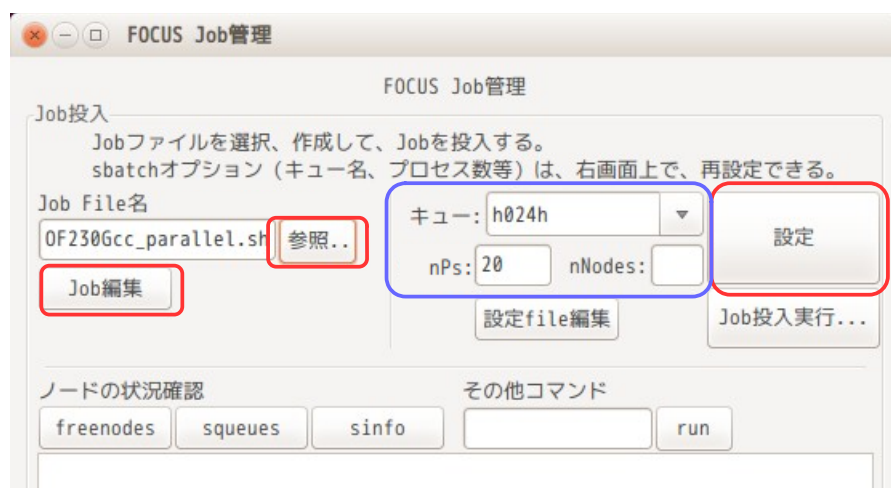 FOCUS Job管理
FOCUS Job管理
Job投入
Jobファイルを選択、作成して、Jobを投入する。
sbatchオプション（キュー名、プロセス数等）は、右画面上で、再設定できる。
Job File名
OF230Gcc_parallel.sh 参照..
Job編集
キュー: h024h
nPs: 20 nNodes:
設定
設定file編集
Job投入実行...
ノードの状況確認
freenodes squeues sinfo
その他コマンド
run